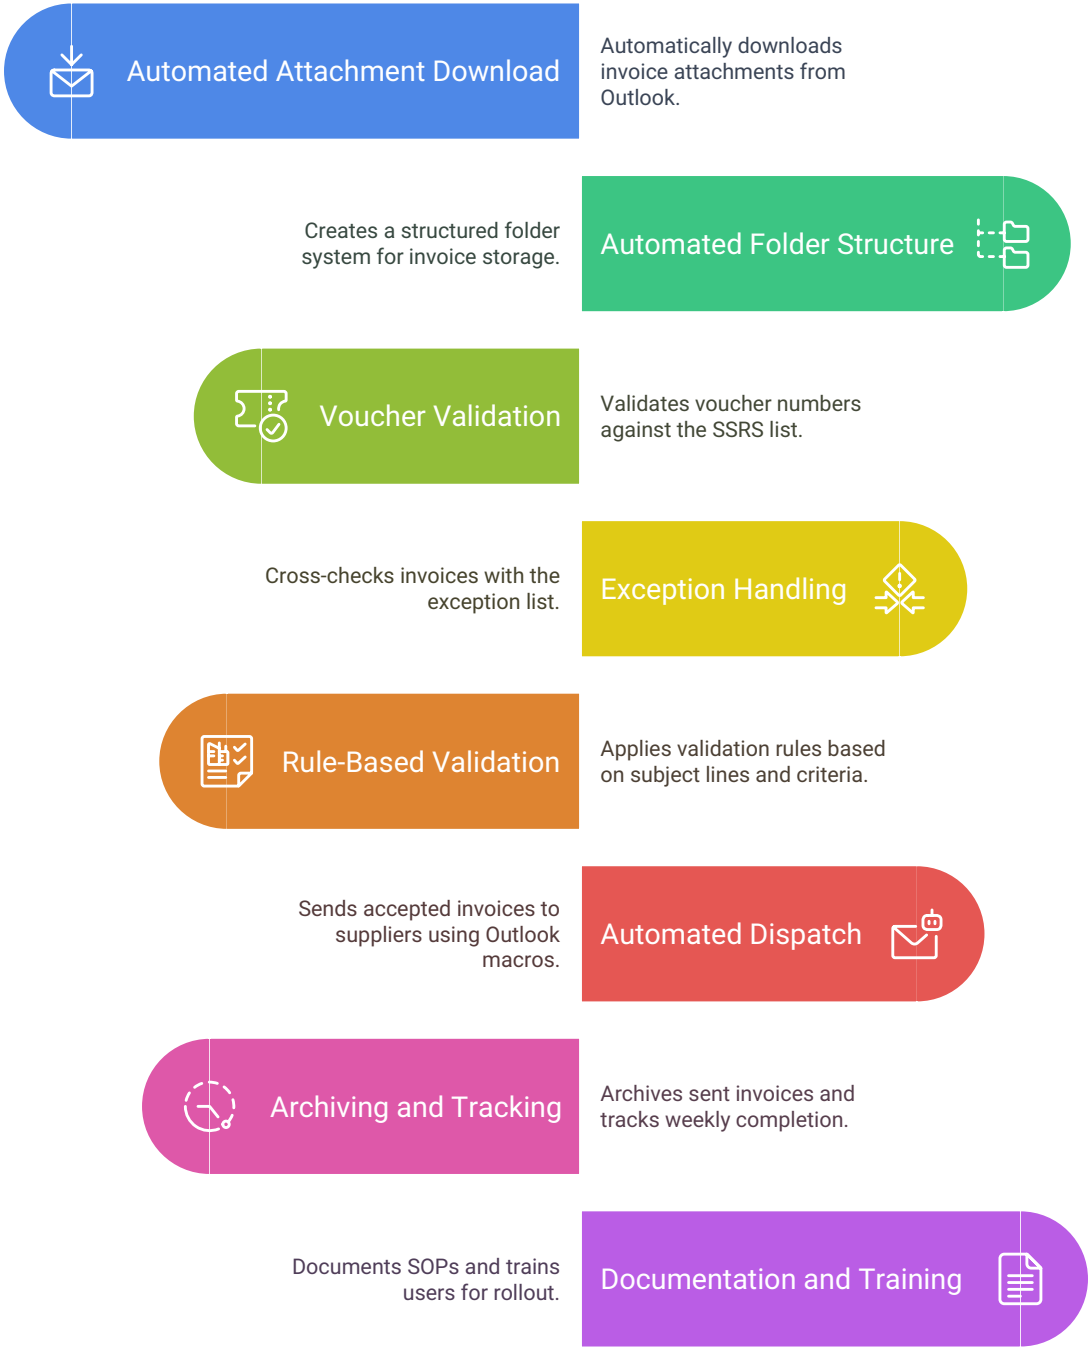 Automated Attachment Download
Automatically downloads
invoice attachments from
Outlook.
Creates a structured folder
system for invoice storage.
Automated Folder Structure
Voucher Validation
Validates voucher numbers
against the SSRS list.
Cross-checks invoices with the
exception list.
Exception Handling
Rule-Based Validation
Applies validation rules based
on subject lines and criteria.
Sends accepted invoices to
suppliers using Outlook
macros.
Automated Dispatch
Archiving and Tracking
Archives sent invoices and
tracks weekly completion.
Documents SOPs and trains
users for rollout.
Documentation and Training